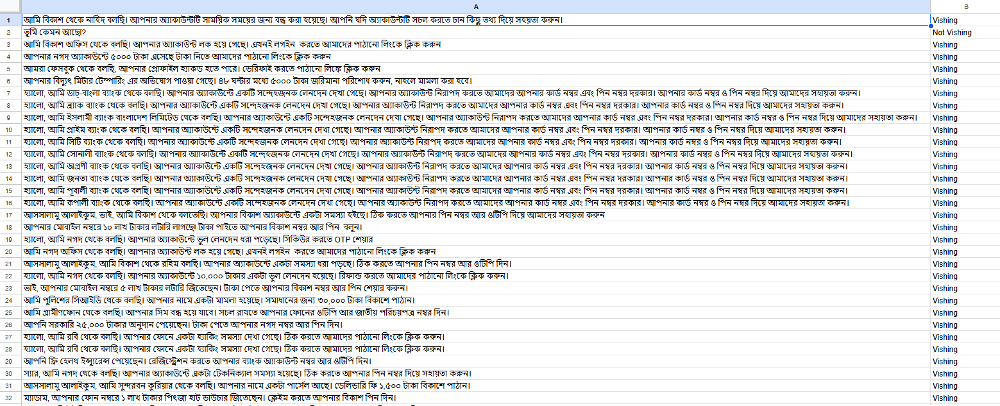 A B
1 আমি বিকাশ থেকে নাহিদ বলছি। আপনার অ্যাকাউন্টটি সাময়িক সময়ের জন্য বন্ধ করা হয়েছে। আপনি যদি অ্যাকাউন্টটি সচল করতে চান কিছু তথ্য দিয়ে সহয়তা করুন। Vishing
2 তুমি কেমন আছো? Not Vishing
3 আমি বিকাশ অফিস থেকে বলছি। আপনার অ্যাকাউন্ট লক হয়ে গেছে। এখনই লগইন করতে আমাদের পাঠানো লিংকে ক্লিক করুন Vishing
4 আপনার নগদ অ্যাকাউন্টে ৫০০০ টাকা এসেছে টাকা নিতে আমাদের পাঠানো লিংকে ক্লিক করুন Vishing
5 আমরা ফেসবুক থেকে বলছি, আপনার প্রোফাইল হ্যাকড হতে পারে। ভেরিফাই করতে পাঠানো লিঙ্কে ক্লিক করুন Vishing
6 আপনার বিদ্যুৎ মিটার টেম্পারিং এর অভিযোগ পাওয়া গেছে। ৪৮ ঘন্টার মধ্যে ৫০০০ টাকা জরিমানা পরিশোধ করুন, নাহলে মামলা করা হবে। Vishing
7 হ্যালো, আমি ডাচ্-বাংলা ব্যাংক থেকে বলছি। আপনার অ্যাকাউন্টে একটি সন্দেহজনক লেনদেন দেখা গেছে। আপনার অ্যাকাউন্ট নিরাপদ করতে আমাদের আপনার কার্ড নম্বর এবং পিন নম্বর দরকার। আপনার কার্ড নম্বর ও পিন নম্বর দিয়ে আমাদের সহায়তা করুন। Vishing
8 হ্যালো, আমি ব্র্যাক ব্যাংক থেকে বলছি। আপনার অ্যাকাউন্টে একটি সন্দেহজনক লেনদেন দেখা গেছে। আপনার অ্যাকাউন্ট নিরাপদ করতে আমাদের আপনার কার্ড নম্বর এবং পিন নম্বর দরকার। আপনার কার্ড নম্বর ও পিন নম্বর দিয়ে আমাদের সহায়তা করুন। Vishing
9 হ্যালো, আমি ইসলামী ব্যাংক বাংলাদেশ লিমিটেড থেকে বলছি। আপনার অ্যাকাউন্টে একটি সন্দেহজনক লেনদেন দেখা গেছে। আপনার অ্যাকাউন্ট নিরাপদ করতে আমাদের আপনার কার্ড নম্বর এবং পিন নম্বর দরকার। আপনার কার্ড নম্বর ও পিন নম্বর দিয়ে আমাদের সহায়তা করুন। Vishing
10 হ্যালো, আমি প্রাইম ব্যাংক থেকে বলছি। আপনার অ্যাকাউন্টে একটি সন্দেহজনক লেনদেন দেখা গেছে। আপনার অ্যাকাউন্ট নিরাপদ করতে আমাদের আপনার কার্ড নম্বর এবং পিন নম্বর দরকার। আপনার কার্ড নম্বর ও পিন নম্বর দিয়ে আমাদের সহায়তা করুন। Vishing
11 হ্যালো, আমি সিটি ব্যাংক থেকে বলছি। আপনার অ্যাকাউন্টে একটি সন্দেহজনক লেনদেন দেখা গেছে। আপনার অ্যাকাউন্ট নিরাপদ করতে আমাদের আপনার কার্ড নম্বর এবং পিন নম্বর দরকার। আপনার কার্ড নম্বর ও পিন নম্বর দিয়ে আমাদের সহায়তা করুন। Vishing
12 হ্যালো, আমি সোনালী ব্যাংক থেকে বলছি। আপনার অ্যাকাউন্টে একটি সন্দেহজনক লেনদেন দেখা গেছে। আপনার অ্যাকাউন্ট নিরাপদ করতে আমাদের আপনার কার্ড নম্বর এবং পিন নম্বর দরকার। আপনার কার্ড নম্বর ও পিন নম্বর দিয়ে আমাদের সহায়তা করুন। Vishing
13 হ্যালো, আমি অগ্রণী ব্যাংক থেকে বলছি। আপনার অ্যাকাউন্টে একটি সন্দেহজনক লেনদেন দেখা গেছে। আপনার অ্যাকাউন্ট নিরাপদ করতে আমাদের আপনার কার্ড নম্বর এবং পিন নম্বর দরকার। আপনার কার্ড নম্বর ও পিন নম্বর দিয়ে আমাদের সহায়তা করুন। Vishing
14 হ্যালো, আমি জনতা ব্যাংক থেকে বলছি। আপনার অ্যাকাউন্টে একটি সন্দেহজনক লেনদেন দেখা গেছে। আপনার অ্যাকাউন্ট নিরাপদ করতে আমাদের আপনার কার্ড নম্বর এবং পিন নম্বর দরকার। আপনার কার্ড নম্বর ও পিন নম্বর দিয়ে আমাদের সহায়তা করুন। Vishing
15 হ্যালো, আমি পূবালী ব্যাংক থেকে বলছি। আপনার অ্যাকাউন্টে একটি সন্দেহজনক লেনদেন দেখা গেছে। আপনার অ্যাকাউন্ট নিরাপদ করতে আমাদের আপনার কার্ড নম্বর এবং পিন নম্বর দরকার। আপনার কার্ড নম্বর ও পিন নম্বর দিয়ে আমাদের সহায়তা করুন। Vishing
16 হ্যালো, আমি রূপালী ব্যাংক থেকে বলছি। আপনার অ্যাকাউন্টে একটি সন্দেহজনক লেনদেন দেখা গেছে। আপনার অ্যাকাউন্ট নিরাপদ করতে আমাদের আপনার কার্ড নম্বর এবং পিন নম্বর দরকার। আপনার কার্ড নম্বর ও পিন নম্বর দিয়ে আমাদের সহায়তা করুন। Vishing
17 আসসালামু আলাইকুম, ভাই, আমি বিকাশ থেকে বলতেছি। আপনার বিকাশ অ্যাকাউন্টে একটা সমস্যা হইছে। ঠিক করতে আপনার পিন নম্বর আর ওটিপি দিয়ে আমাদের সহায়তা করুন Vishing
18 আপনার মোবাইল নম্বরে ১০ লাখ টাকার লটারি লাগছে! টাকা পাইতে আপনার বিকাশ নম্বর আর পিন বলুন। Vishing
19 হ্যালো, আমি নগদ থেকে বলছি। আপনার অ্যাকাউন্টে ভুল লেনদেন ধরা পড়েছে। সিকিউর করতে OTP শেয়ার Vishing
20 আমি নগদ অফিস থেকে বলছি। আপনার অ্যাকাউন্ট লক হয়ে গেছে। এখনই লগইন করতে আমাদের পাঠানো লিংকে ক্লিক করুন Vishing
21 আসসালামু আলাইকুম, আমি বিকাশ থেকে রহিম বলছি। আপনার অ্যাকাউন্টে একটা সমস্যা ধরা পড়ছে। ঠিক করতে আপনার পিন নম্বর আর ওটিপি দিন। Vishing
22 হ্যালো, আমি নগদ থেকে বলছি। আপনার অ্যাকাউন্টে ১০,০০০ টাকার একটা ভুল লেনদেন হয়েছে। রিফান্ড করতে আমাদের পাঠানো লিংকে ক্লিক করুন। Vishing
23 ভাই, আপনার মোবাইল নম্বরে ৫ লাখ টাকার লটারি জিতেছেন। টাকা পেতে আপনার বিকাশ নম্বর আর পিন শেয়ার করুন। Vishing
24 আমি পুলিশের সিআইডি থেকে বলছি। আপনার নামে একটা মামলা হয়েছে। সমাধানের জন্য ৩০,০০০ টাকা বিকাশে পাঠান। Vishing
25 আমি গ্রামীণফোন থেকে বলছি। আপনার সিম বন্ধ হয়ে যাবে। সচল রাখতে আপনার ফোনের ওটিপি আর জাতীয় পরিচয়পত্র নম্বর দিন। Vishing
26 আপনি সরকারি ২৫,০০০ টাকার অনুদান পেয়েছেন। টাকা পেতে আপনার নগদ নম্বর আর পিন দিন। Vishing
27 হ্যালো, আমি রবি থেকে বলছি। আপনার ফোনে একটা হ্যাকিং সমস্যা দেখা গেছে। ঠিক করতে আমাদের পাঠানো লিংকে ক্লিক করুন। Vishing
28 হ্যালো, আমি রবি থেকে বলছি। আপনার ফোনে একটা হ্যাকিং সমস্যা দেখা গেছে। ঠিক করতে আমাদের পাঠানো লিংকে ক্লিক করুন। Vishing
29 আপনি ফ্রি হেলথ ইন্স্যুরেন্স পেয়েছেন। রেজিস্ট্রেশন করতে আপনার ব্যাংক অ্যাকাউন্ট নম্বর আর ওটিপি দিন। Vishing
30 স্যার, আমি নগদ থেকে বলছি। আপনার অ্যাকাউন্টে একটা টেকনিক্যাল সমস্যা হয়েছে। ঠিক করতে আপনার পিন নম্বর দিয়ে সহায়তা করুন। Vishing
31 আসসালামু আলাইকুম, আমি সুন্দরবন কুরিয়ার থেকে বলছি। আপনার নামে একটা পার্সেল আছে। ডেলিভারি ফি ১,৫০০ টাকা বিকাশে পাঠান। Vishing
32 ম্যাডাম, আপনার ফোন নম্বরে ১ লাখ টাকার পিৎজা হাট ভাউচার জিতেছেন। ক্লেইম করতে আপনার বিকাশ পিন দিন। Vishing